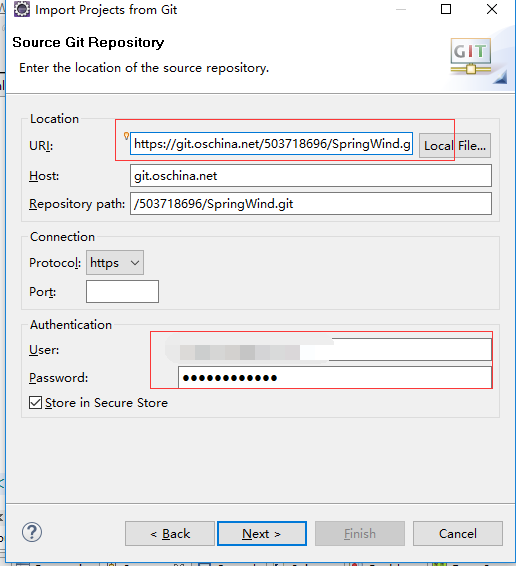 Import Projects from Git
Source Git Repository
Enter the location of the source repository.
GIT
Location
URI: https://git.oschina.net/503718696/SpringWind.g Local File...
Host: git.oschina.net
Repository path: /503718696/SpringWind.git
Connection
Protocol: https
Port:
Authentication
User:
Password: ●●●●●●●●●●●●
Store in Secure Store
? < Back Next > Finish Cancel